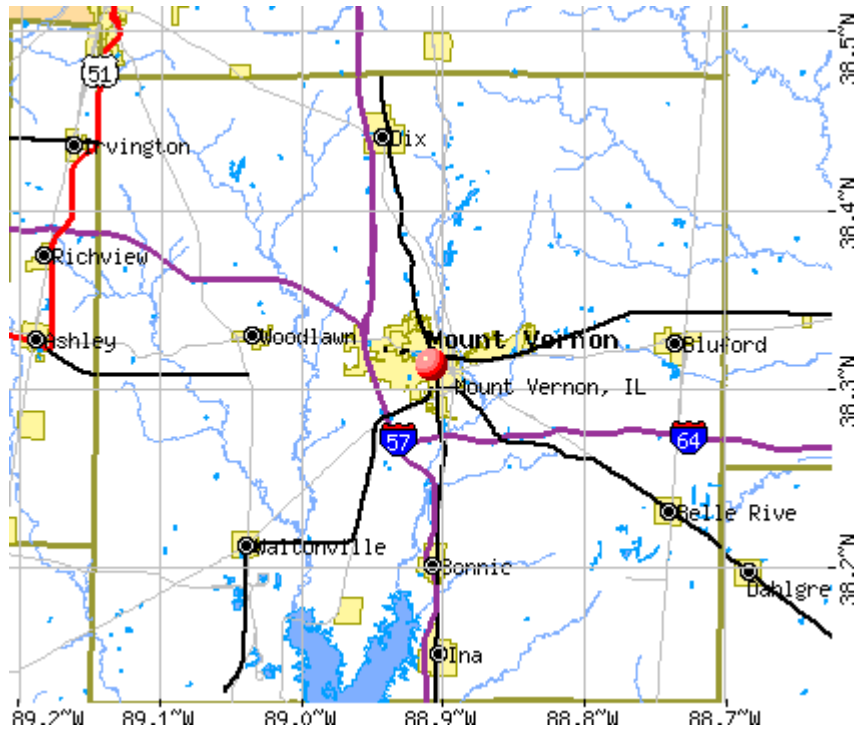 38.5°N
51
Dix
Irvington
38.4°N
Richview
Ashley
Woodlawn
Mount Vernon
Bluford
Mount Vernon, IL
38.3°N
57
64
Belle Rive
Waltonville
Bonnie
38.2°N
Dahlgre
Ina
89.2°W
89.1°W
89.0°W
88.9°W
88.8°W
88.7°W